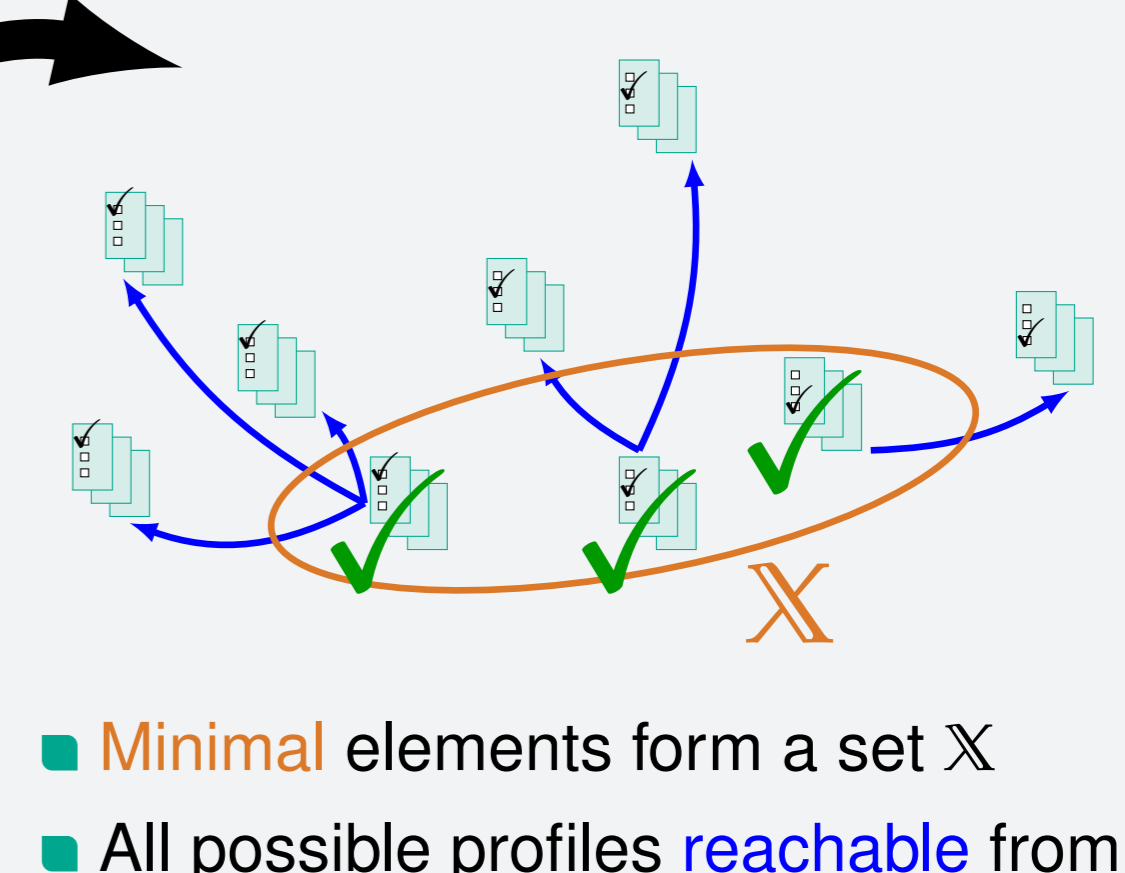 𝕏
Minimal elements form a set 𝕏
All possible profiles reachable from